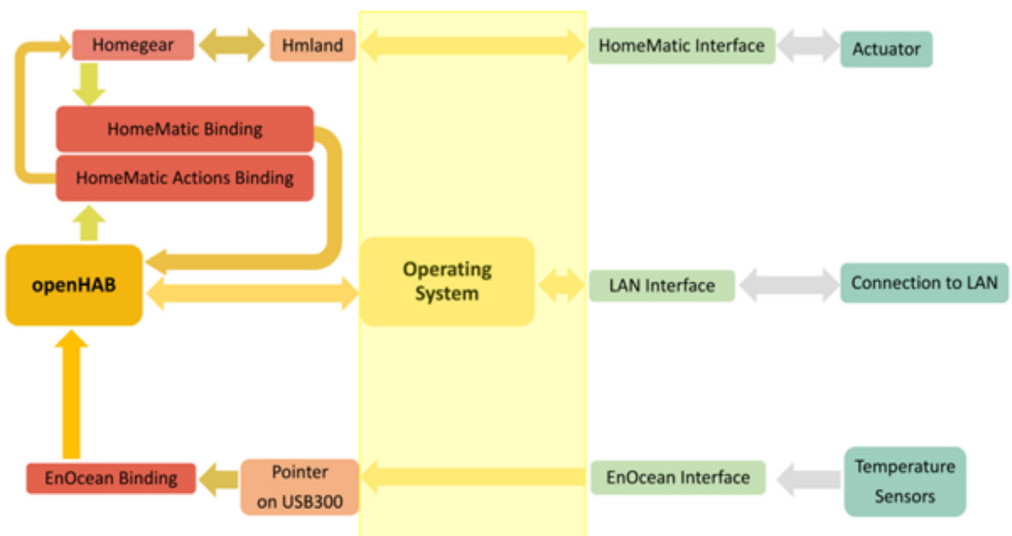 Homegear
Hmland
HomeMatic Interface
Actuator
HomeMatic Binding
HomeMatic Actions Binding
openHAB
Operating
System
LAN Interface
Connection to LAN
EnOcean Binding
Pointer
on USB300
EnOcean Interface
Temperature
Sensors